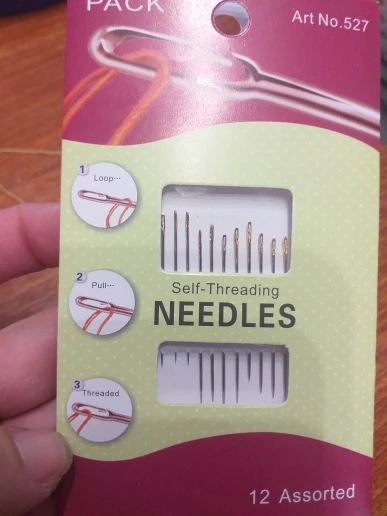 PACK
Art No.527
1
Loop...
2
Pull...
3
Threaded
Self-Threading
NEEDLES
12 Assorted